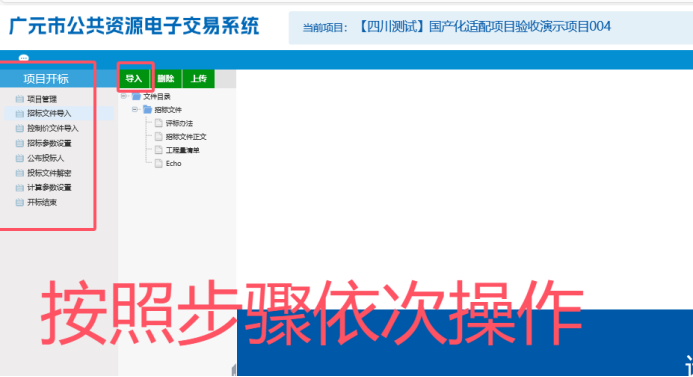 广元市公共资源电子交易系统
当前项目: 【四川测试】国产化适配项目验收演示项目004
项目开标
项目管理
招标文件导入
控制价文件导入
招标参数设置
公布投标人
投标文件解密
计算参数设置
开标结束
导入 删除 上传
文件目录
招标文件
评标办法
招标文件正文
工程量清单
Echo
按照步骤依次操作